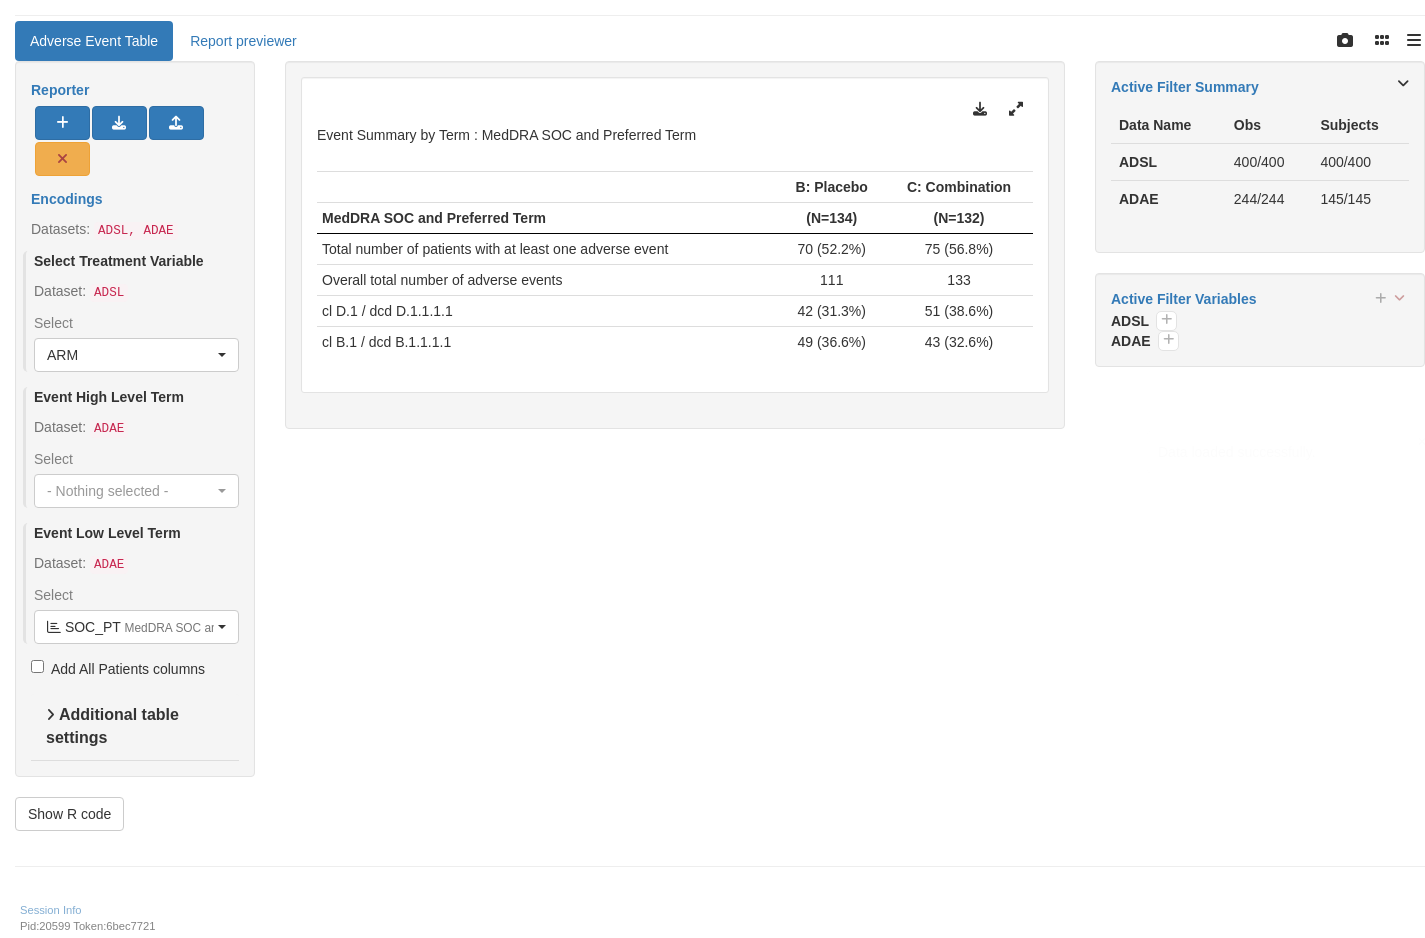 Adverse Event Table
Report previewer
Reporter
Encodings
Datasets: ADSL, ADAE
Select Treatment Variable
Dataset: ADSL
Select
ARM
Event High Level Term
Dataset: ADAE
Select
- Nothing selected -
Event Low Level Term
Dataset: ADAE
Select
SOC_PT MedDRA SOC ar
Add All Patients columns
Additional table
settings
Show R code
Event Summary by Term : MedDRA SOC and Preferred Term
B: Placebo C: Combination
MedDRA SOC and Preferred Term (N=134) (N=132)
Total number of patients with at least one adverse event 70 (52.2%) 75 (56.8%)
Overall total number of adverse events 111 133
cl D.1 / dcd D.1.1.1.1 42 (31.3%) 51 (38.6%)
cl B.1 / dcd B.1.1.1.1 49 (36.6%) 43 (32.6%)
Active Filter Summary
Data Name Obs Subjects
ADSL 400/400 400/400
ADAE 244/244 145/145
Active Filter Variables
ADSL
ADAE
Session Info
Pid:20599 Token:6bec7721